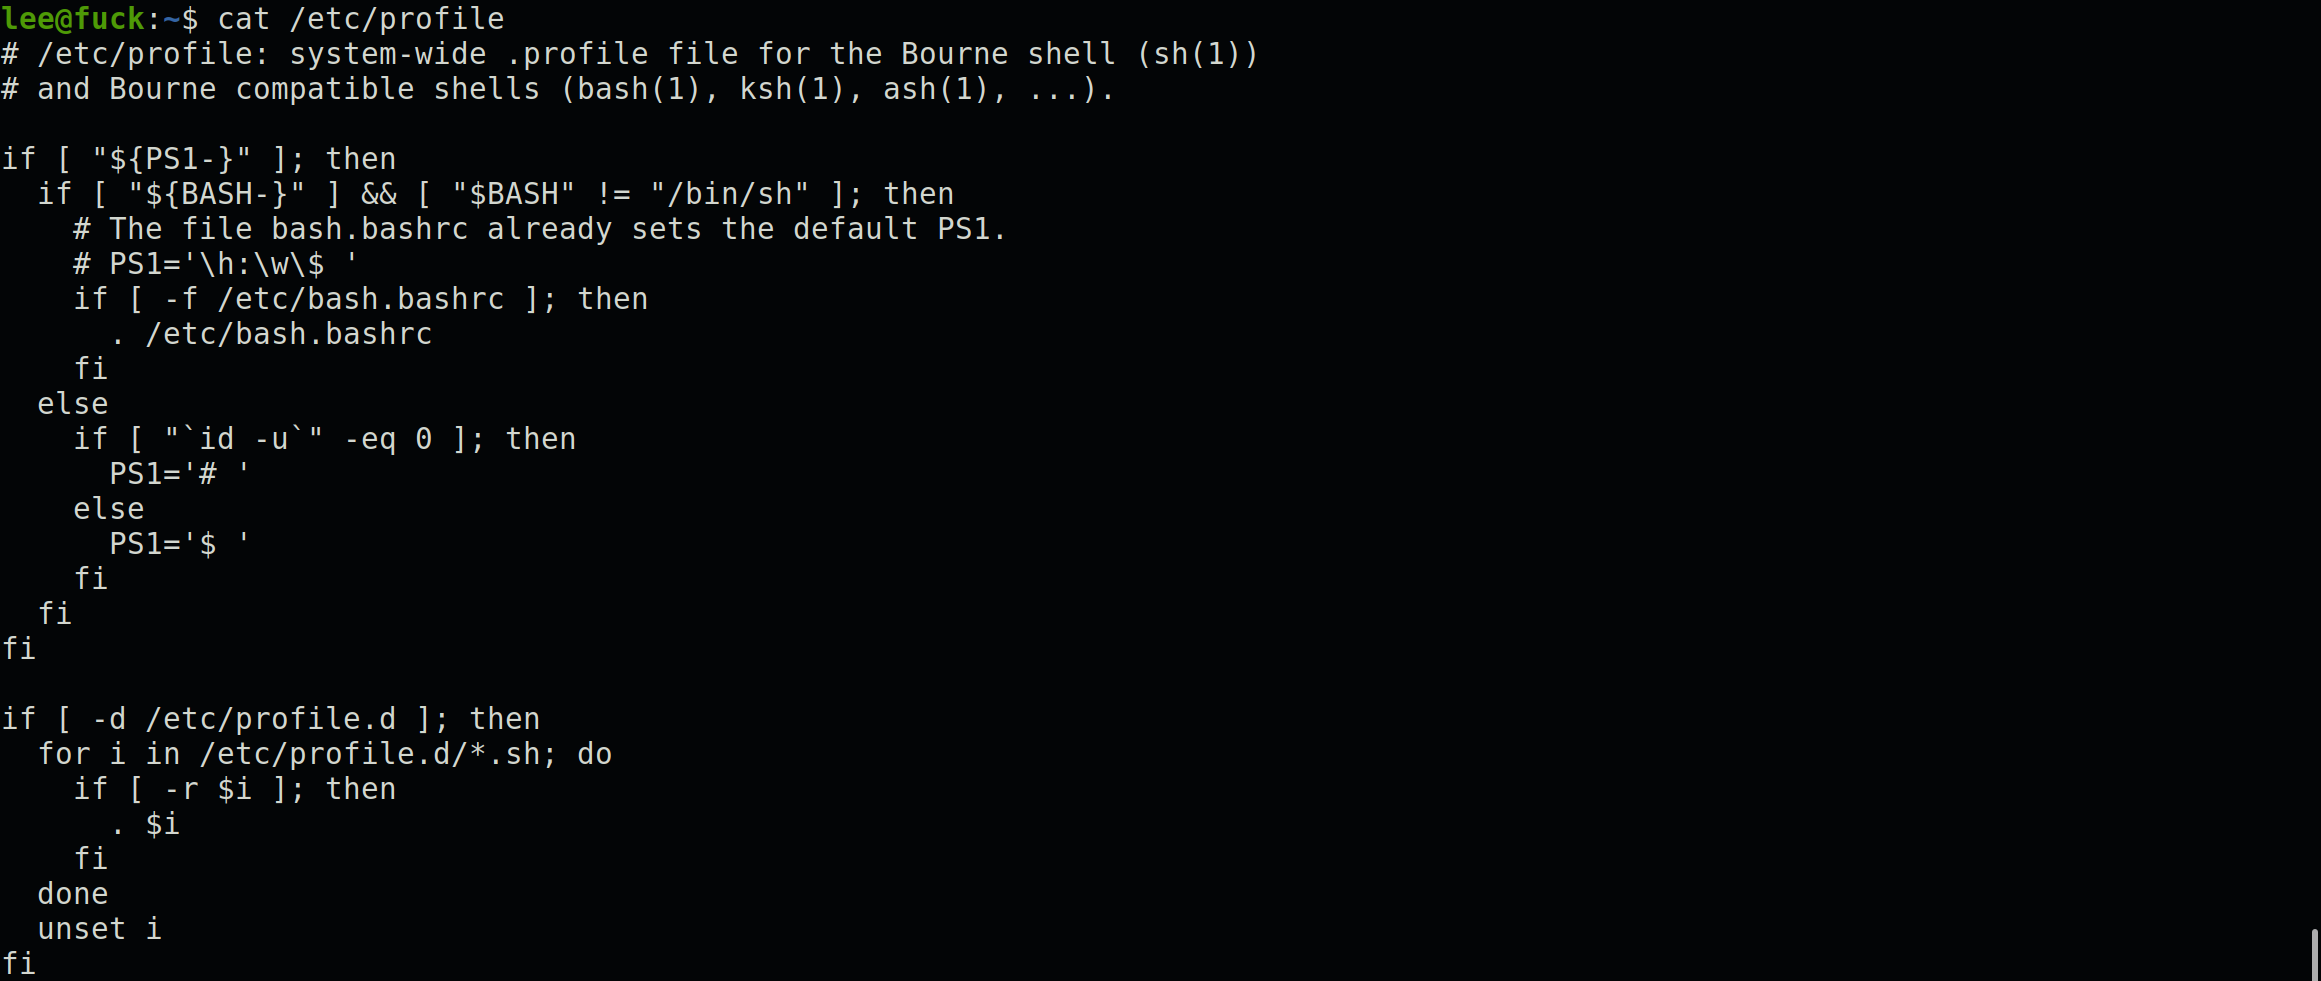 lee@fuck:~$ cat /etc/profile
# /etc/profile: system-wide .profile file for the Bourne shell (sh(1))
# and Bourne compatible shells (bash(1), ksh(1), ash(1), ...).

if [ "${PS1-}" ]; then
  if [ "${BASH-}" ] && [ "$BASH" != "/bin/sh" ]; then
    # The file bash.bashrc already sets the default PS1.
    # PS1='\h:\w\$ '
    if [ -f /etc/bash.bashrc ]; then
      . /etc/bash.bashrc
    fi
  else
    if [ "`id -u`" -eq 0 ]; then
      PS1='# '
    else
      PS1='$ '
    fi
  fi
fi

if [ -d /etc/profile.d ]; then
  for i in /etc/profile.d/*.sh; do
    if [ -r $i ]; then
      . $i
    fi
  done
  unset i
fi